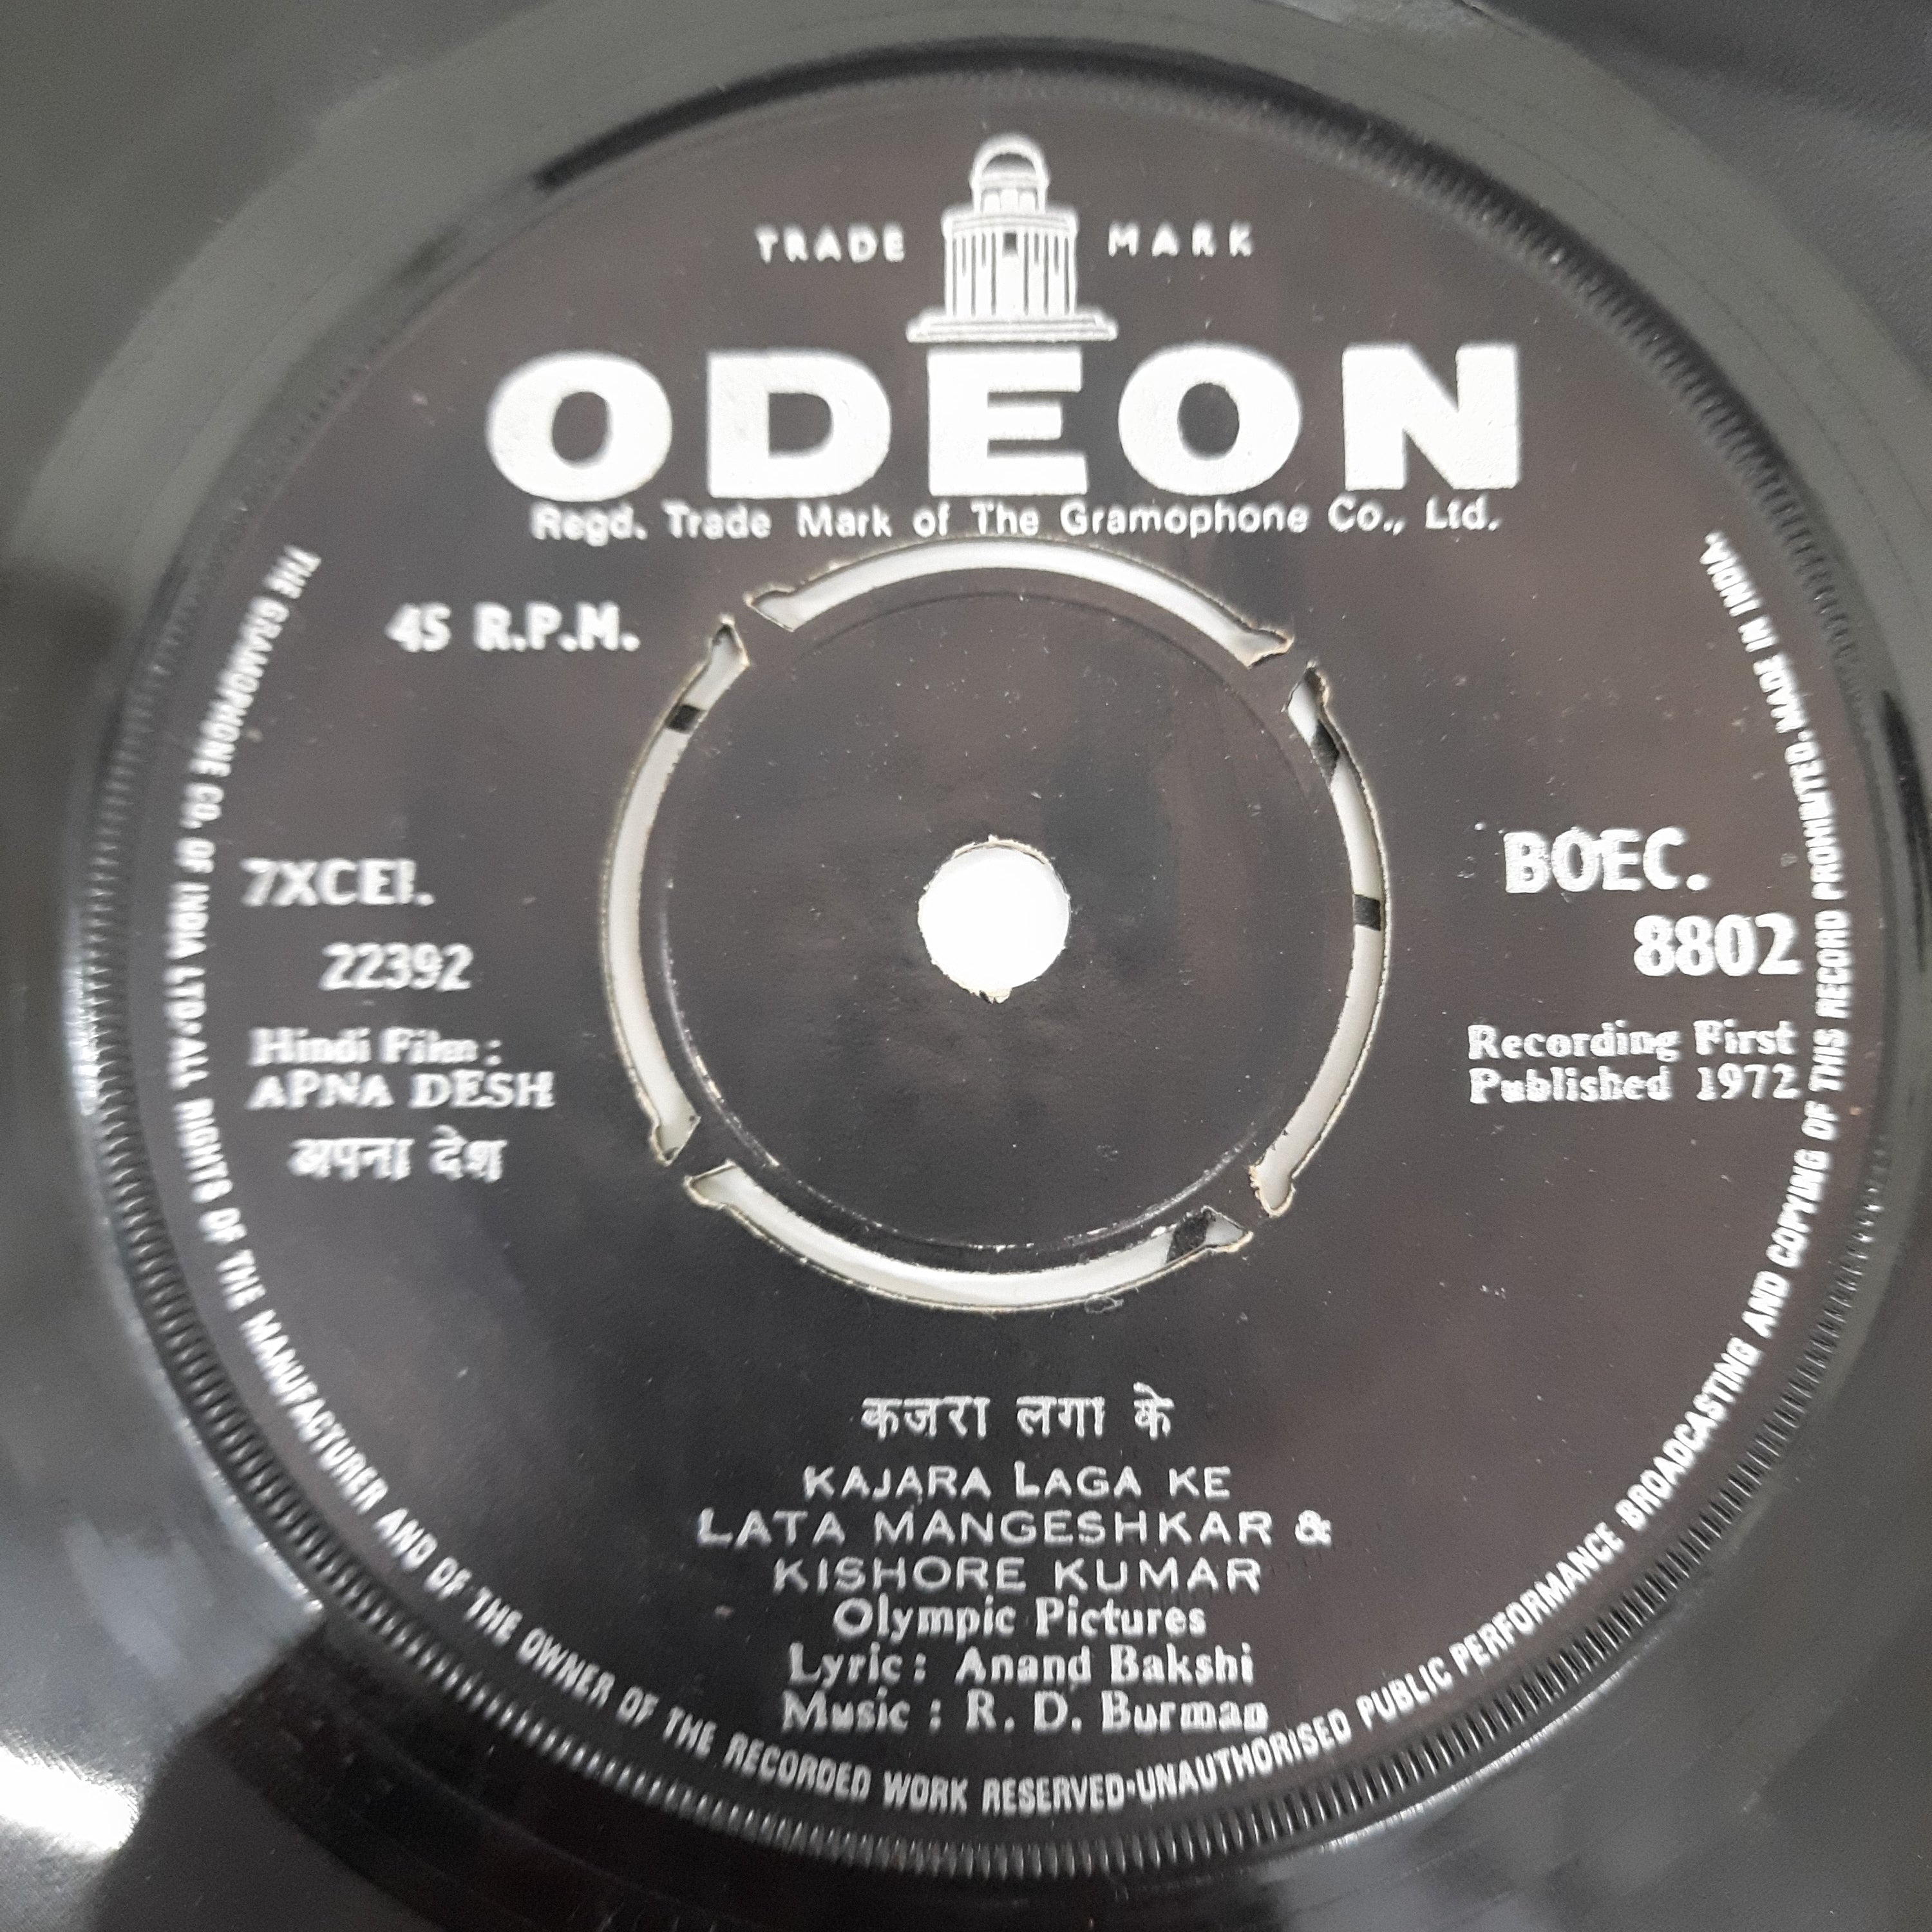 TRADE MARK
ODEON
Regd. Trade Mark of The Gramophone Co., Ltd.
45 R.P.M.
7XCEI.
22392
Hindi Film :
APNA DESH
अपना देश
BOEC.
8802
Recording First
Published 1972
कजरा लगा के
KAJARA LAGA KE
LATA MANGESHKAR &
KISHORE KUMAR
Olympic Pictures
Lyric : Anand Bakshi
Music : R. D. Burman
THE GRAMOPHONE CO. OF INDIA LTD·ALL RIGHTS OF THE MANUFACTURER AND OF THE OWNER OF THE RECORDED WORK RESERVED·UNAUTHORISED PUBLIC PERFORMANCE BROADCASTING AND COPYING OF THIS RECORD PROHIBITED·MADE IN INDIA.